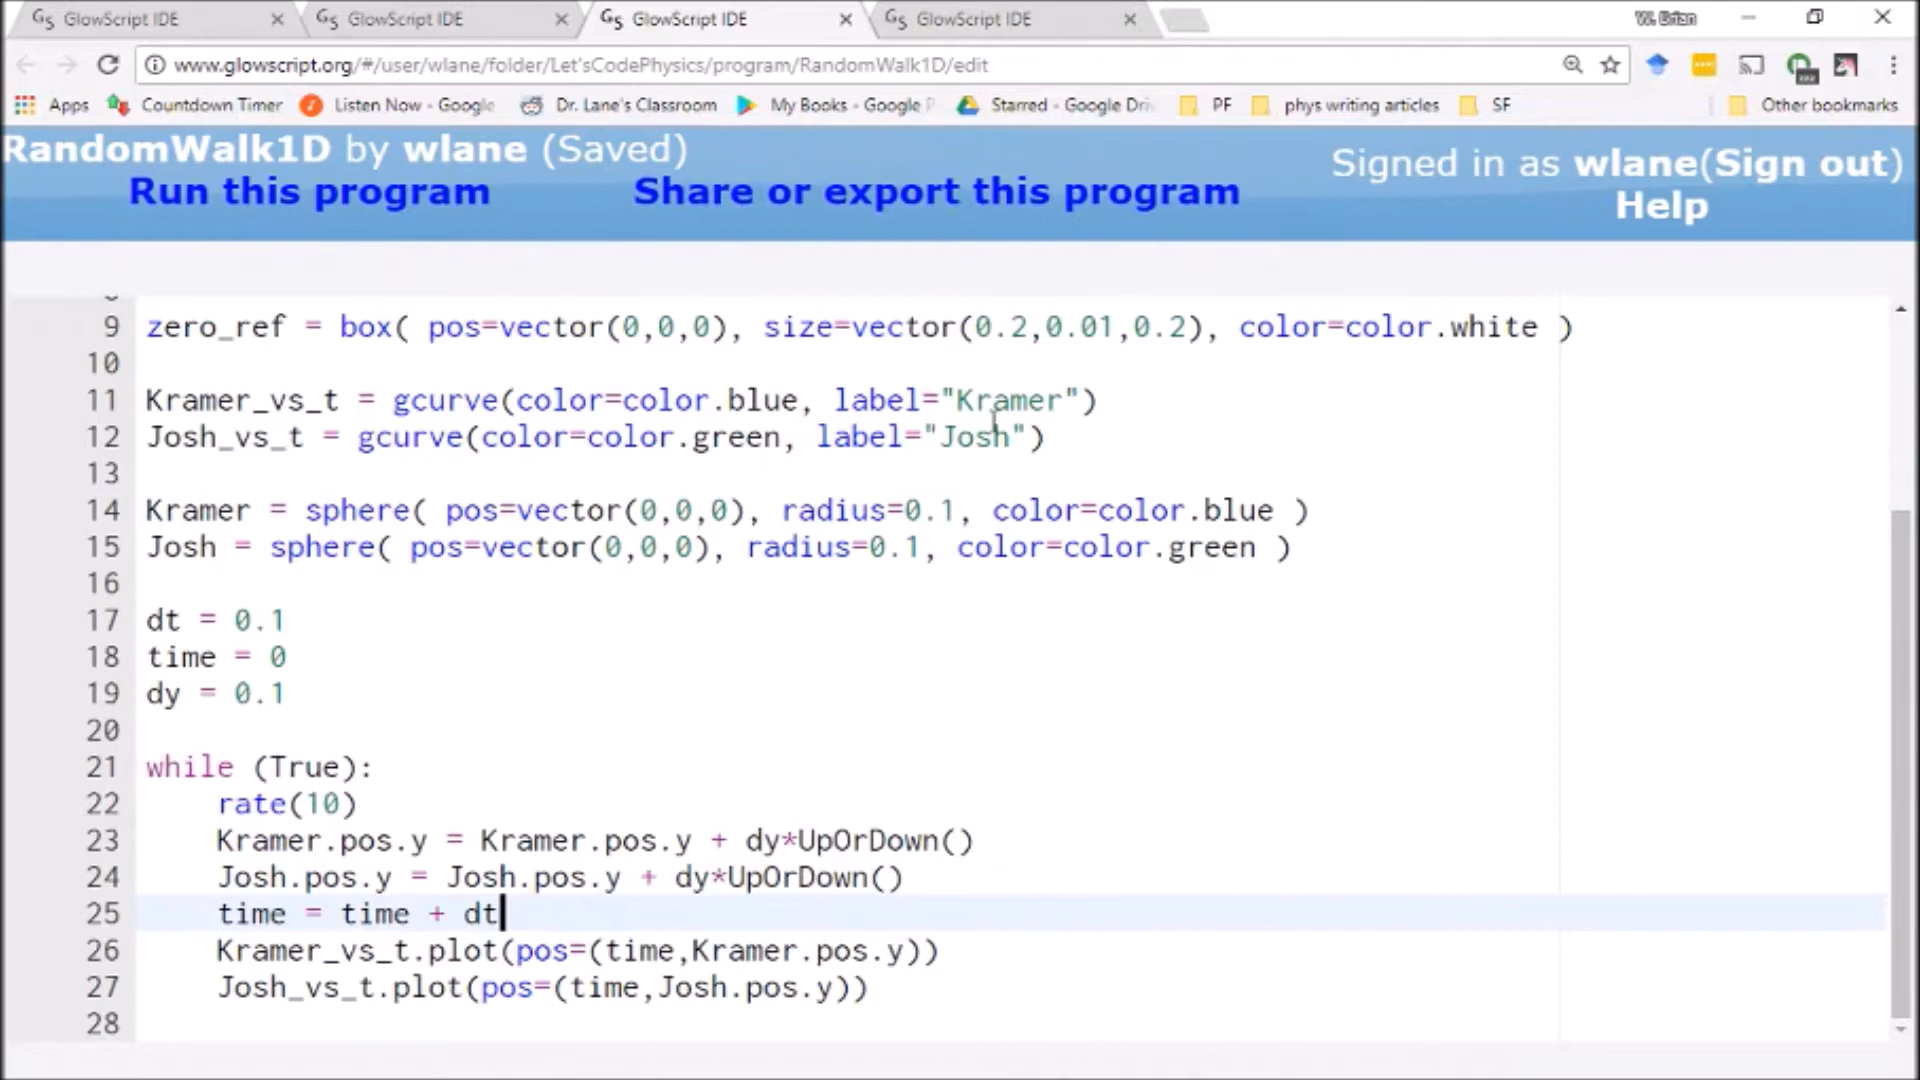 GlowScript IDE GlowScript IDE GlowScript IDE GlowScript IDE W. Brian
www.glowscript.org/#/user/wlane/folder/Let'sCodePhysics/program/RandomWalk1D/edit
Apps Countdown Timer Listen Now - Google Dr. Lane's Classroom My Books - Google P Starred - Google Driv PF phys writing articles SF Other bookmarks
RandomWalk1D by wlane (Saved)
Signed in as wlane(Sign out)
Run this program Share or export this program
Help
9 zero_ref = box( pos=vector(0,0,0), size=vector(0.2,0.01,0.2), color=color.white )
10
11 Kramer_vs_t = gcurve(color=color.blue, label="Kramer")
12 Josh_vs_t = gcurve(color=color.green, label="Josh")
13
14 Kramer = sphere( pos=vector(0,0,0), radius=0.1, color=color.blue )
15 Josh = sphere( pos=vector(0,0,0), radius=0.1, color=color.green )
16
17 dt = 0.1
18 time = 0
19 dy = 0.1
20
21 while (True):
22 rate(10)
23 Kramer.pos.y = Kramer.pos.y + dy*UpOrDown()
24 Josh.pos.y = Josh.pos.y + dy*UpOrDown()
25 time = time + dt
26 Kramer_vs_t.plot(pos=(time,Kramer.pos.y))
27 Josh_vs_t.plot(pos=(time,Josh.pos.y))
28